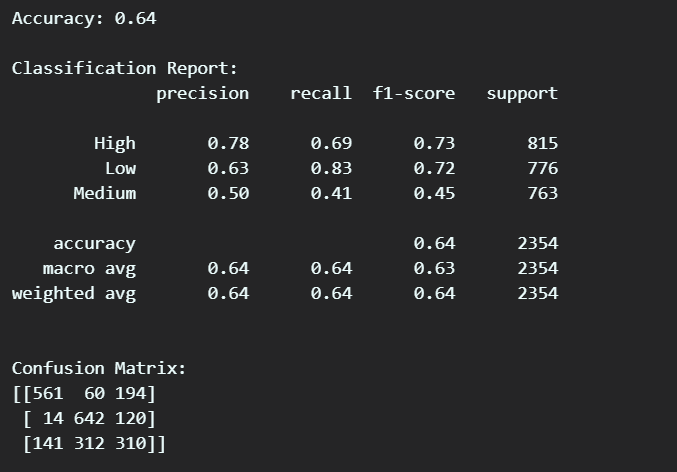 Accuracy: 0.64
Classification Report:
precision recall f1-score support
High 0.78 0.69 0.73 815
Low 0.63 0.83 0.72 776
Medium 0.50 0.41 0.45 763
accuracy 0.64 2354
macro avg 0.64 0.64 0.63 2354
weighted avg 0.64 0.64 0.64 2354
Confusion Matrix:
[[561 60 194]
[ 14 642 120]
[141 312 310]]